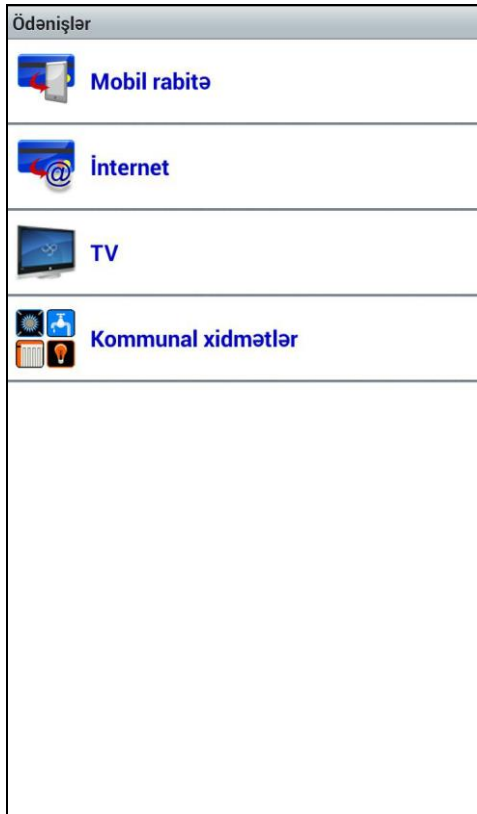 Ödənişlər
Mobil rabitə
İnternet
TV
Kommunal xidmətlər